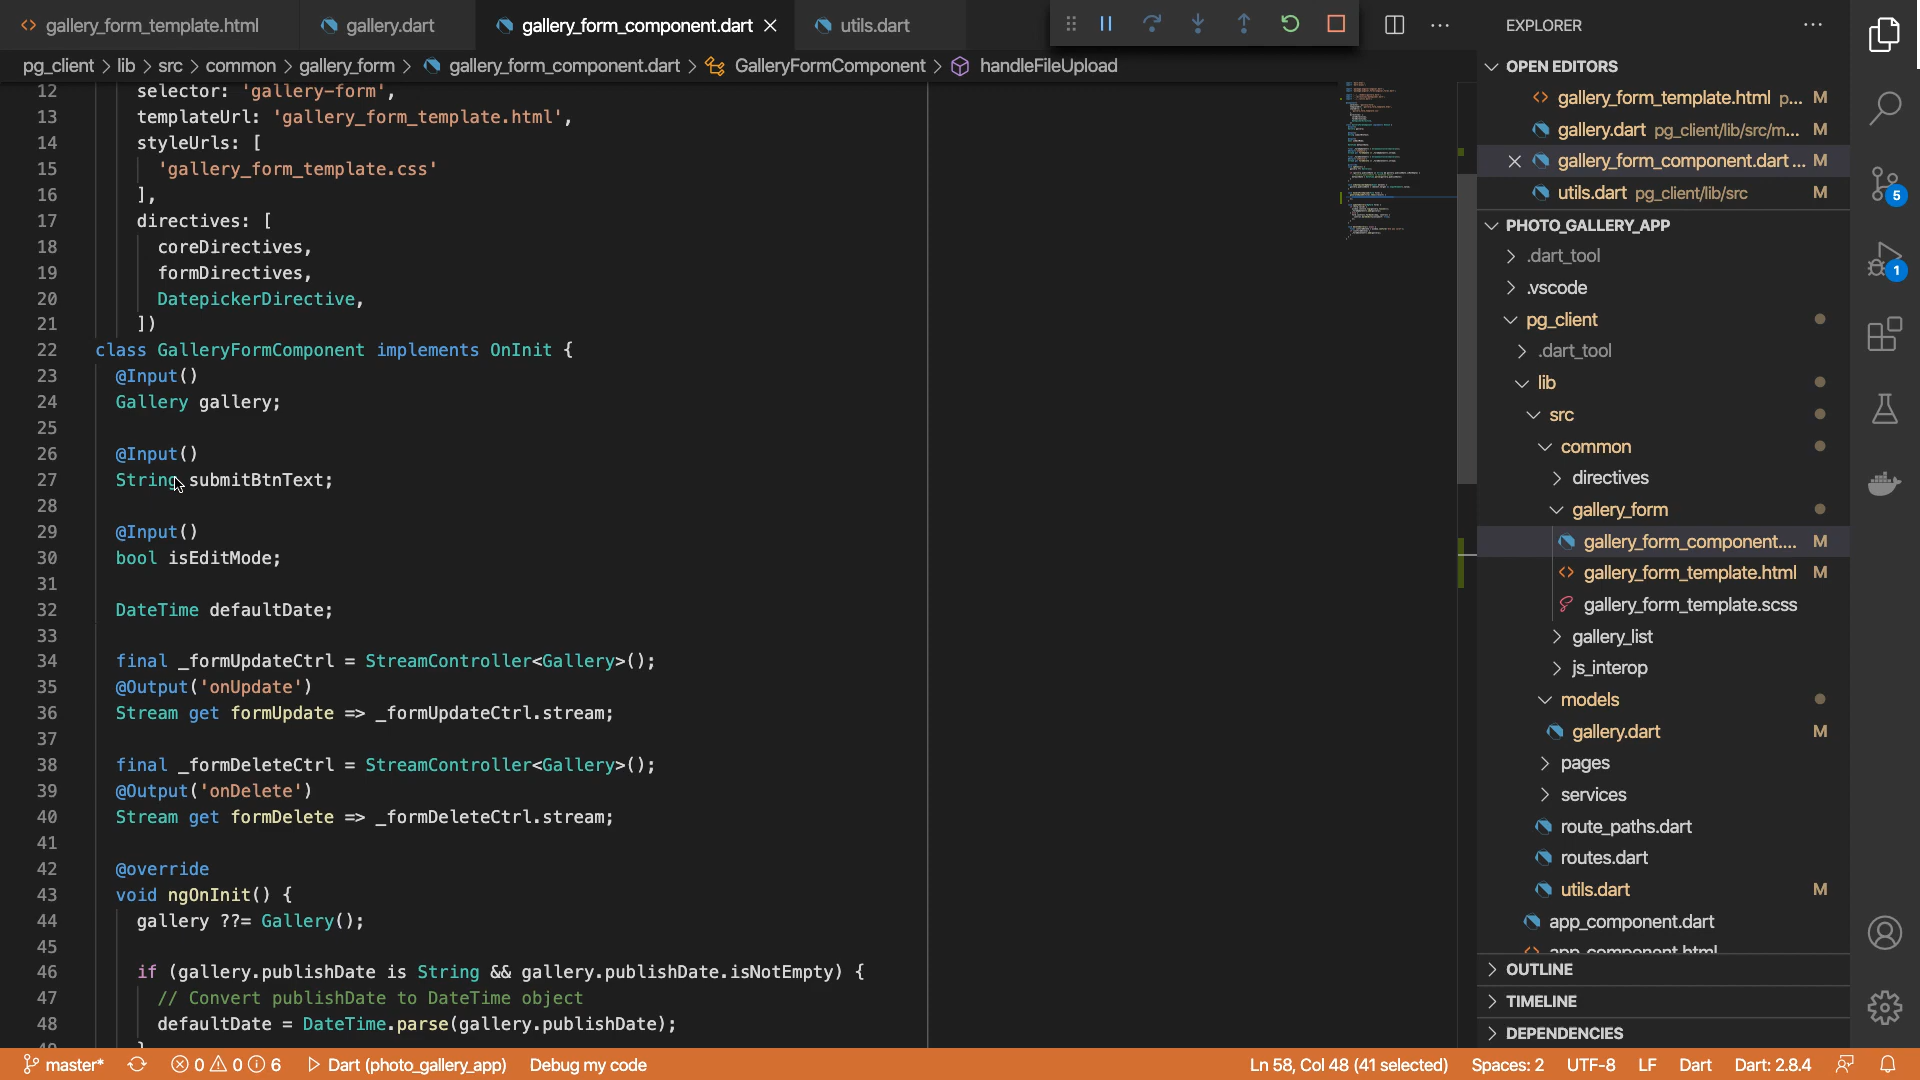 gallery_form_template.html
gallery.dart
gallery_form_component.dart
utils.dart
EXPLORER
pg_client > lib > src > common > gallery_form > gallery_form_component.dart > GalleryFormComponent > handleFileUpload
OPEN EDITORS
gallery_form_template.html p... M
gallery.dart pg_client/lib/src/m... M
gallery_form_component.dart ... M
utils.dart pg_client/lib/src M
5
1
PHOTO_GALLERY_APP
.dart_tool
.vscode
pg_client
.dart_tool
lib
src
common
directives
gallery_form
gallery_form_component.... M
gallery_form_template.html M
gallery_form_template.scss
gallery_list
js_interop
models
gallery.dart M
pages
services
route_paths.dart
routes.dart
utils.dart M
app_component.dart
app_component.html
OUTLINE
TIMELINE
DEPENDENCIES
12 selector: 'gallery-form',
13 templateUrl: 'gallery_form_template.html',
14 styleUrls: [
15 'gallery_form_template.css'
16 ],
17 directives: [
18 coreDirectives,
19 formDirectives,
20 DatepickerDirective,
21 ])
22 class GalleryFormComponent implements OnInit {
23 @Input()
24 Gallery gallery;
25
26 @Input()
27 String submitBtnText;
28
29 @Input()
30 bool isEditMode;
31
32 DateTime defaultDate;
33
34 final _formUpdateCtrl = StreamController<Gallery>();
35 @Output('onUpdate')
36 Stream get formUpdate => _formUpdateCtrl.stream;
37
38 final _formDeleteCtrl = StreamController<Gallery>();
39 @Output('onDelete')
40 Stream get formDelete => _formDeleteCtrl.stream;
41
42 @override
43 void ngOnInit() {
44 gallery ??= Gallery();
45
46 if (gallery.publishDate is String && gallery.publishDate.isNotEmpty) {
47 // Convert publishDate to DateTime object
48 defaultDate = DateTime.parse(gallery.publishDate);
49 }
master* 0 0 6 Dart (photo_gallery_app) Debug my code Ln 58, Col 48 (41 selected) Spaces: 2 UTF-8 LF Dart Dart: 2.8.4